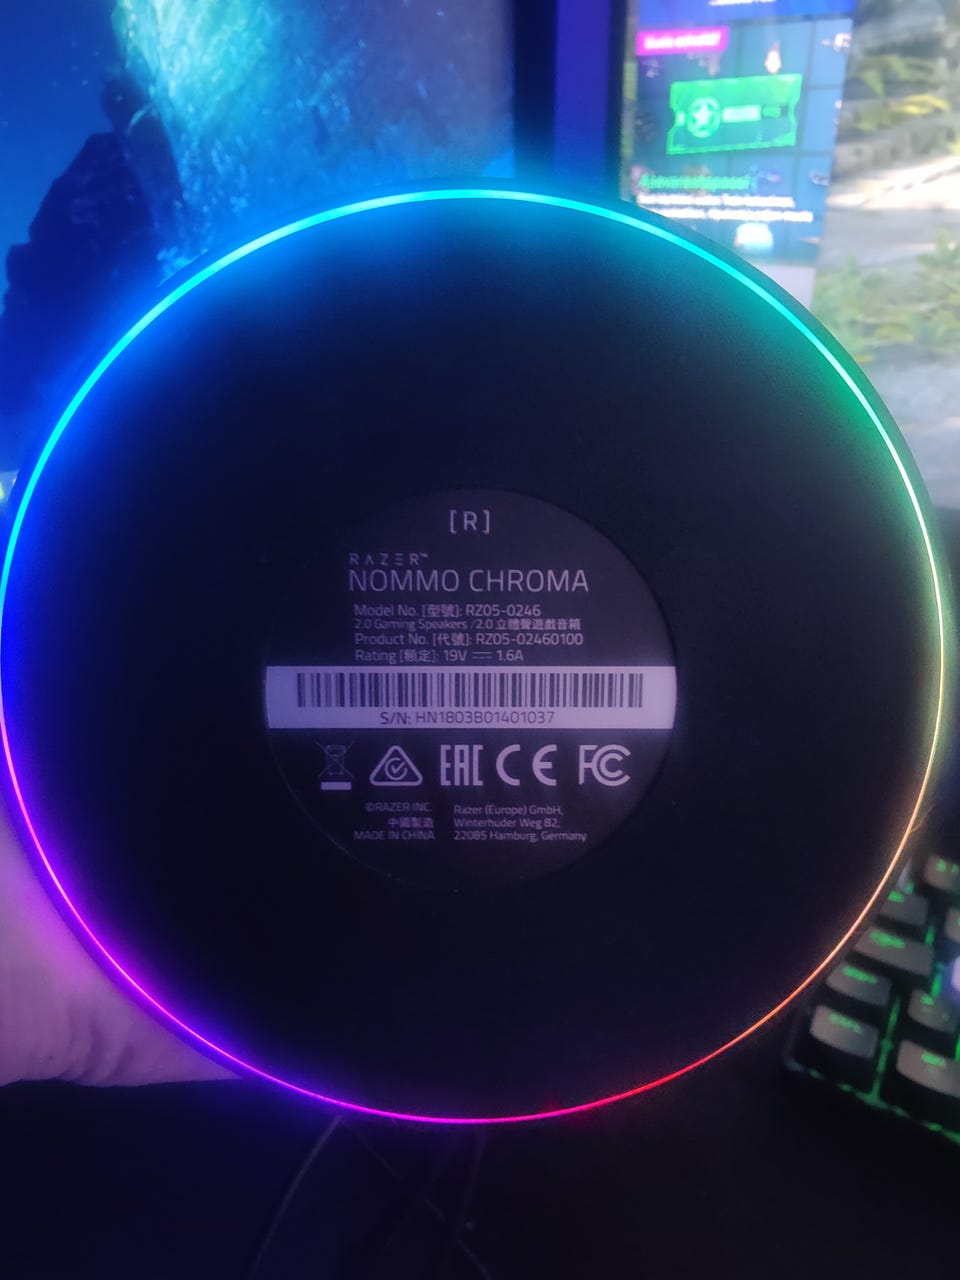 [R]
RAZER™
NOMMO CHROMA
Model No. [型號]: RZ05-0246
2.0 Gaming Speakers / 2.0 立體聲遊戲音箱
Product No. [代號]: RZ05-02460100
Rating [額定]: 19V ⎓ 1.6A
S/N: HN1803B01401037
EAC CE FC
©RAZER INC.
中國製造
MADE IN CHINA
Razer (Europe) GmbH,
Winterhuder Weg 82,
22085 Hamburg, Germany